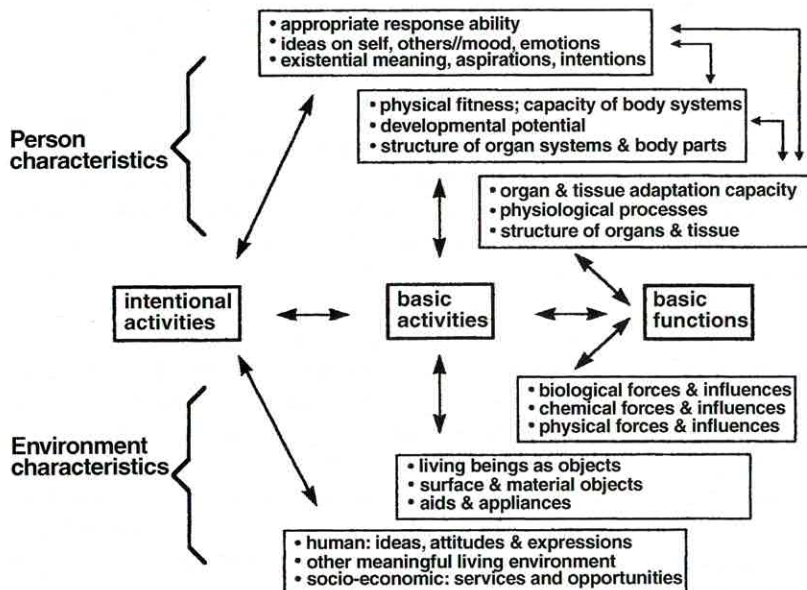 • appropriate response ability
• ideas on self, others//mood, emotions
• existential meaning, aspirations, intentions
• physical fitness; capacity of body systems
• developmental potential
• structure of organ systems & body parts
Person
characteristics
• organ & tissue adaptation capacity
• physiological processes
• structure of organs & tissue
intentional
activities
basic
activities
basic
functions
• biological forces & influences
• chemical forces & influences
• physical forces & influences
Environment
characteristics
• living beings as objects
• surface & material objects
• aids & appliances
• human: ideas, attitudes & expressions
• other meaningful living environment
• socio-economic: services and opportunities